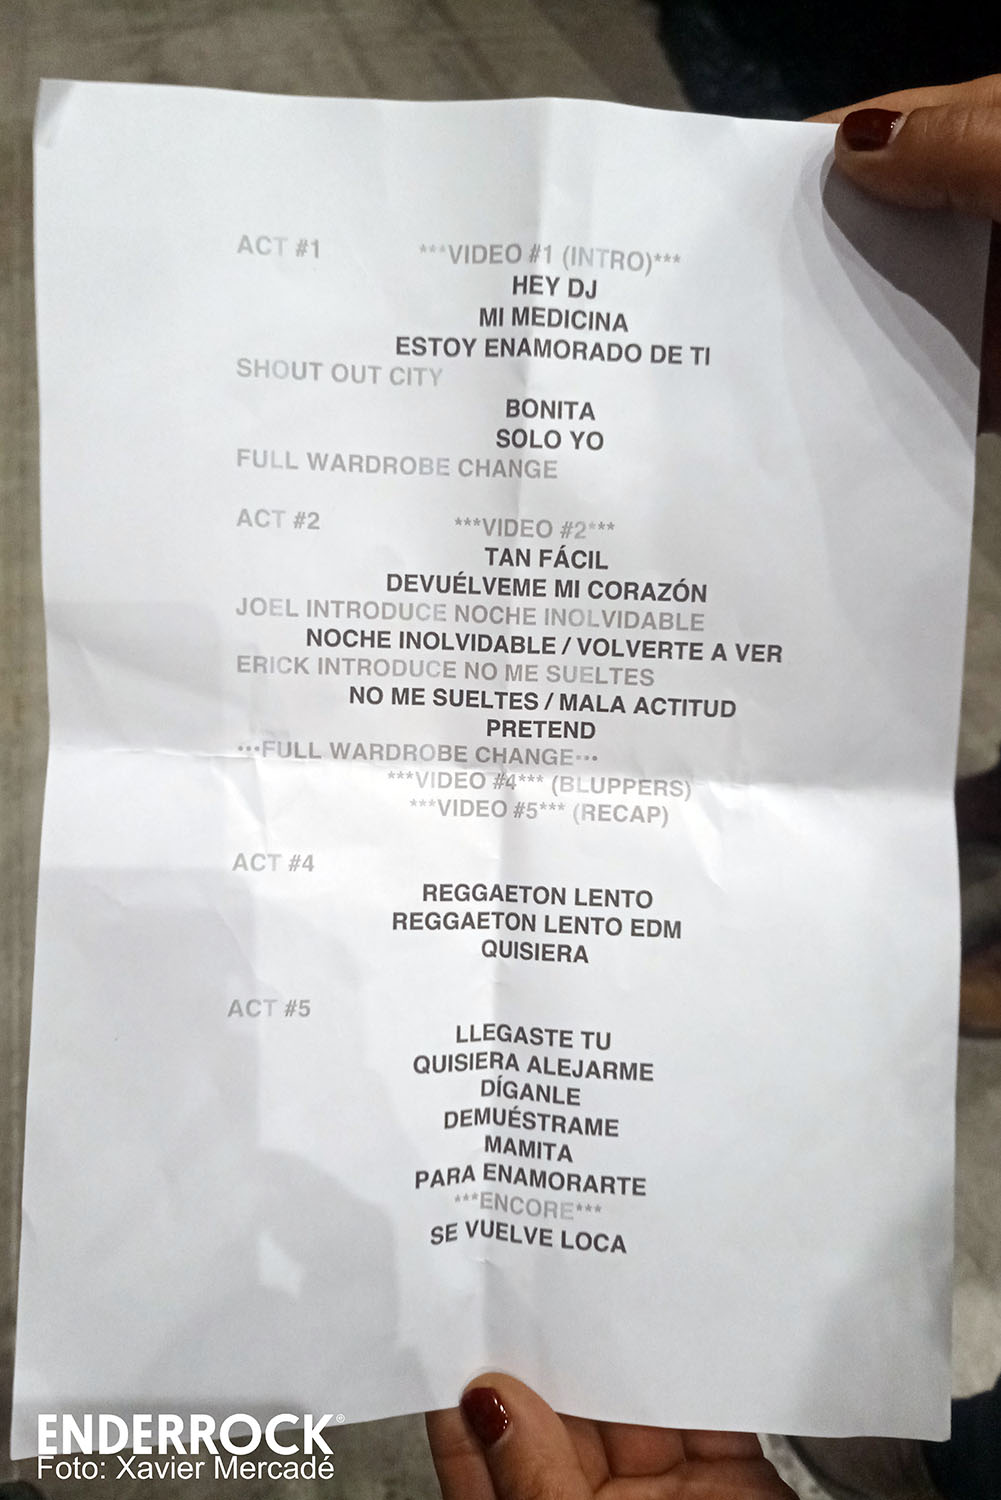 ACT #1 ***VIDEO #1 (INTRO)***
HEY DJ
MI MEDICINA
ESTOY ENAMORADO DE TI
SHOUT OUT CITY
BONITA
SOLO YO
FULL WARDROBE CHANGE
ACT #2 ***VIDEO #2***
TAN FÁCIL
DEVUÉLVEME MI CORAZÓN
JOEL INTRODUCE NOCHE INOLVIDABLE
NOCHE INOLVIDABLE / VOLVERTE A VER
ERICK INTRODUCE NO ME SUELTES
NO ME SUELTES / MALA ACTITUD
PRETEND
···FULL WARDROBE CHANGE···
***VIDEO #4*** (BLUPPERS)
***VIDEO #5*** (RECAP)
ACT #4
REGGAETON LENTO
REGGAETON LENTO EDM
QUISIERA
ACT #5
LLEGASTE TU
QUISIERA ALEJARME
DÍGANLE
DEMUÉSTRAME
MAMITA
PARA ENAMORARTE
***ENCORE***
SE VUELVE LOCA
ENDERROCK®
Foto: Xavier Mercadé